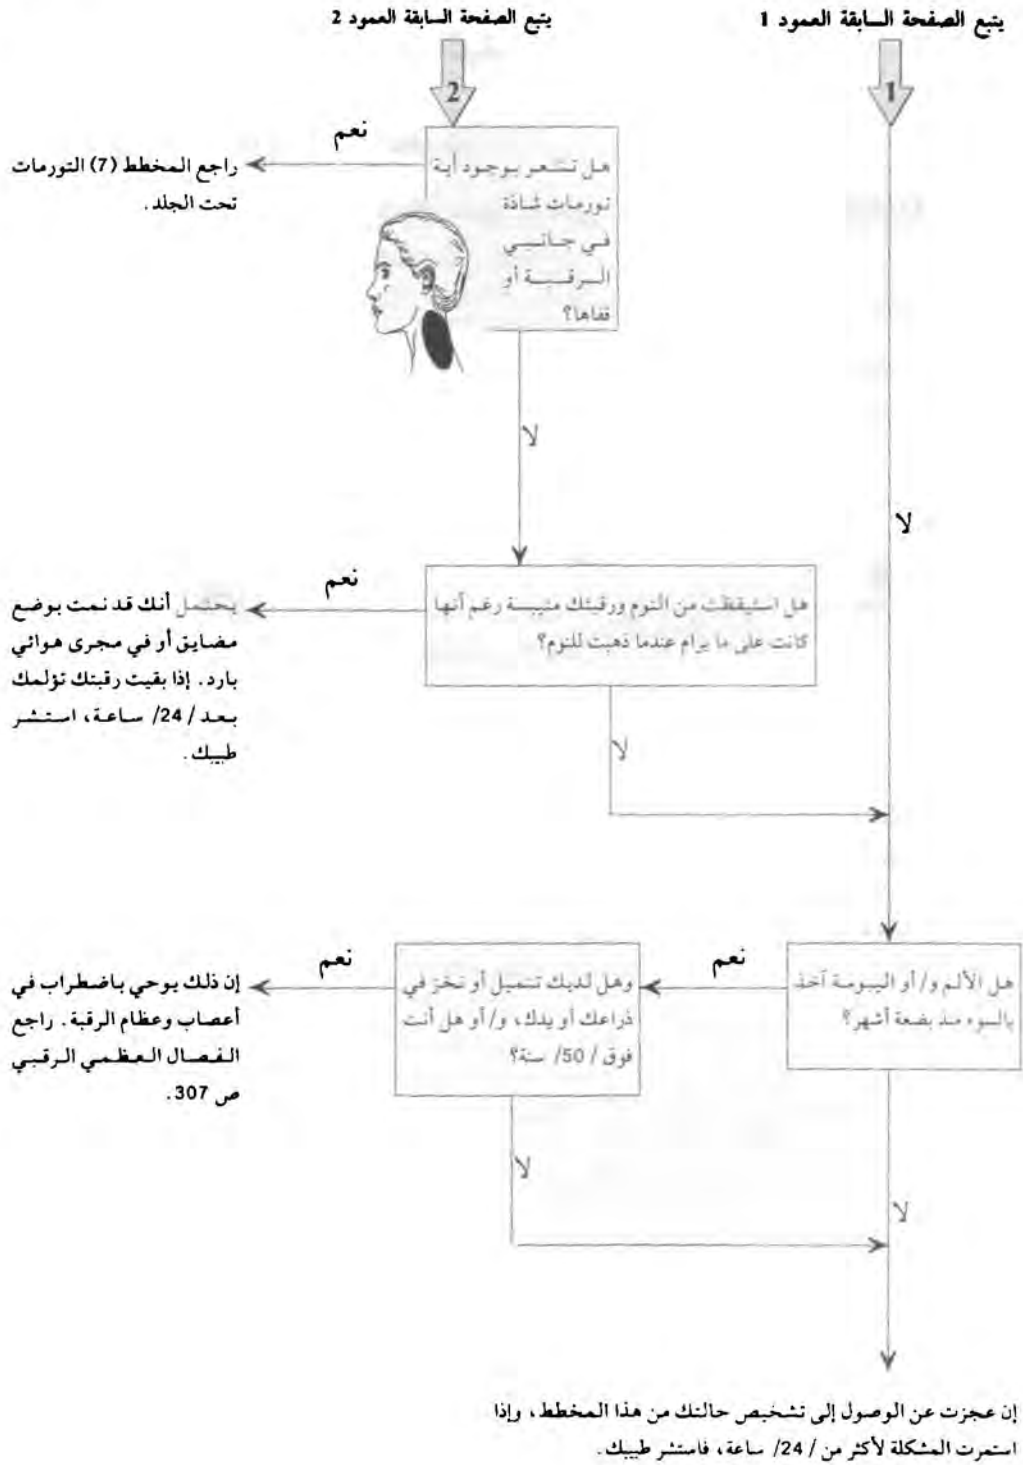 يتبع الصفحة السابقة العمود 1
يتبع الصفحة السابقة العمود 2
1
2
هل تشعر بوجود أية
تورمات شاذة
في جانبي
الرقبة أو
قفاها؟
نعم
راجع المخطط (7) التورمات
تحت الجلد.
لا
لا
هل استيقظت من النوم ورقبتك متيبسة رغم أنها
كانت على ما يرام عندما ذهبت للنوم؟
نعم
يحتمل أنك قد نمت بوضع
مضايق أو في مجرى هوائي
بارد. إذا بقيت رقبتك تؤلمك
بعد /24/ ساعة، استشر
طبيبك.
لا
هل الألم و/أو اليبوسة آخذ
بالسوء منذ بضعة أشهر؟
نعم
وهل لديك تنميل أو نخز في
ذراعك أو يدك، و/أو هل أنت
فوق /50/ سنة؟
نعم
إن ذلك يوحي باضطراب في
أعصاب وعظام الرقبة. راجع
الفصال العظمي الرقبي
ص 307.
لا
لا
إن عجزت عن الوصول إلى تشخيص حالتك من هذا المخطط، وإذا
استمرت المشكلة لأكثر من /24/ ساعة، فاستشر طبيبك.